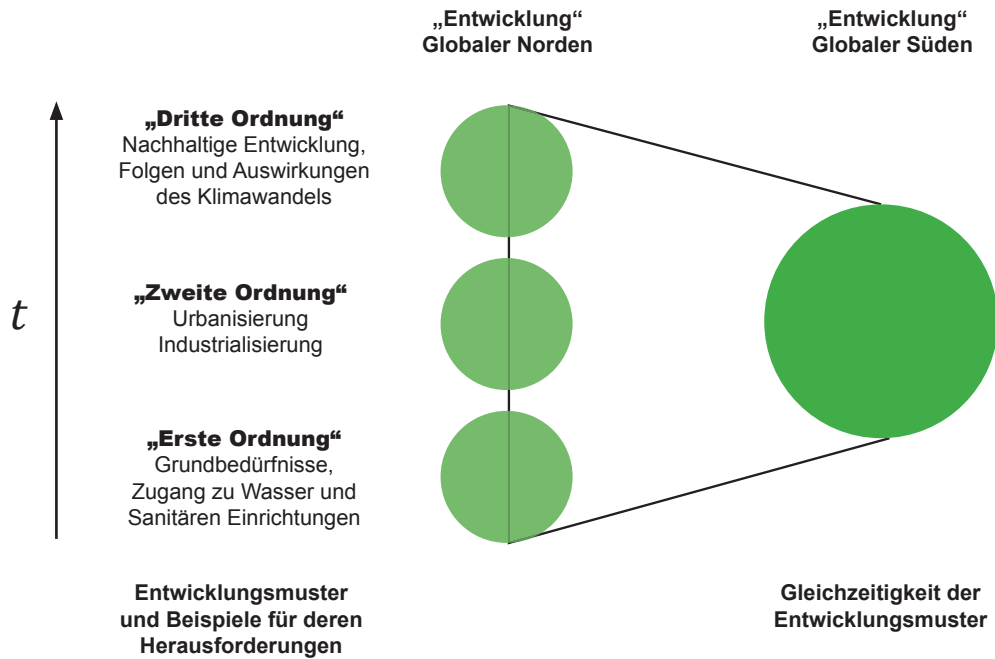 „Entwicklung“
Globaler Norden
„Entwicklung“
Globaler Süden
„Dritte Ordnung“
Nachhaltige Entwicklung,
Folgen und Auswirkungen
des Klimawandels
„Zweite Ordnung“
Urbanisierung
Industrialisierung
t
„Erste Ordnung“
Grundbedürfnisse,
Zugang zu Wasser und
Sanitären Einrichtungen
Entwicklungsmuster
und Beispiele für deren
Herausforderungen
Gleichzeitigkeit der
Entwicklungsmuster